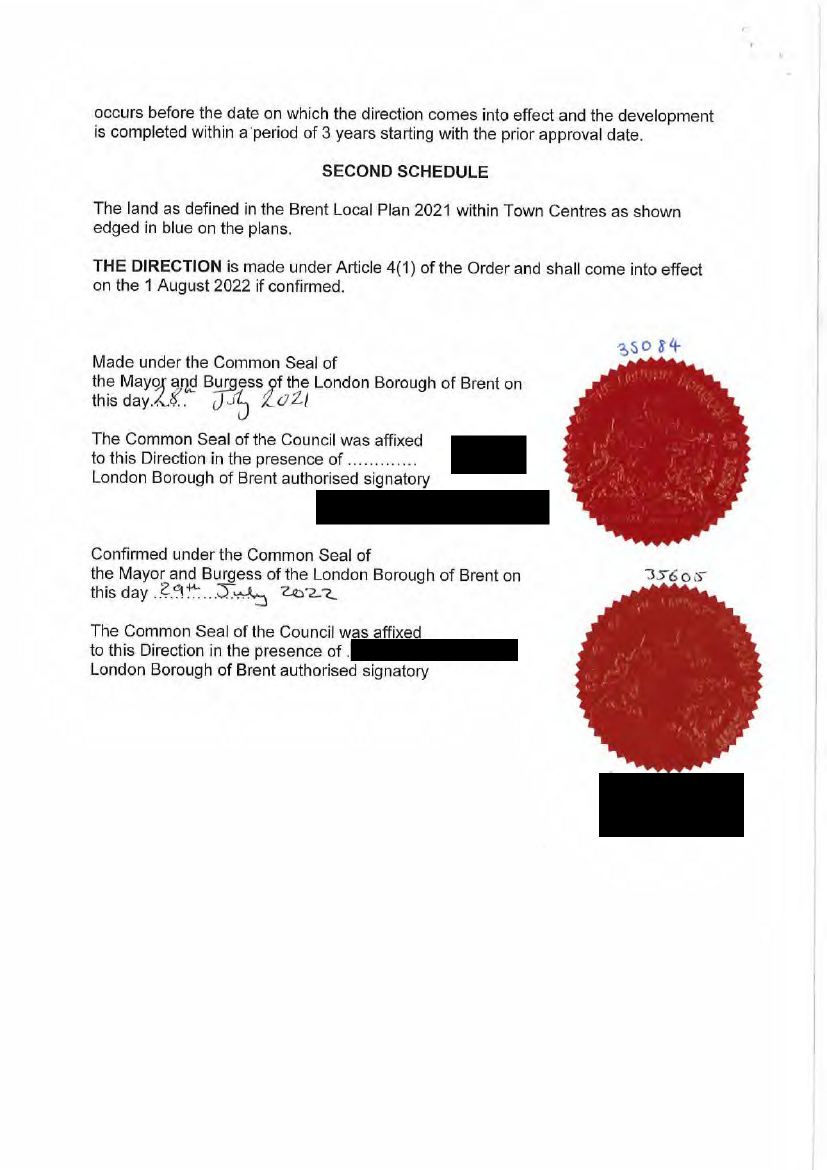 occurs before the date on which the direction comes into effect and the development
is completed within a period of 3 years starting with the prior approval date.
SECOND SCHEDULE
The land as defined in the Brent Local Plan 2021 within Town Centres as shown
edged in blue on the plans.
THE DIRECTION is made under Article 4(1) of the Order and shall come into effect
on the 1 August 2022 if confirmed.
35084
Made under the Common Seal of
the Mayor and Burgess of the London Borough of Brent on
this day.28th July 2021
The Common Seal of the Council was affixed
to this Direction in the presence of .............
London Borough of Brent authorised signatory
Confirmed under the Common Seal of
the Mayor and Burgess of the London Borough of Brent on
35605
this day .29th July 2022
The Common Seal of the Council was affixed
to this Direction in the presence of .
London Borough of Brent authorised signatory